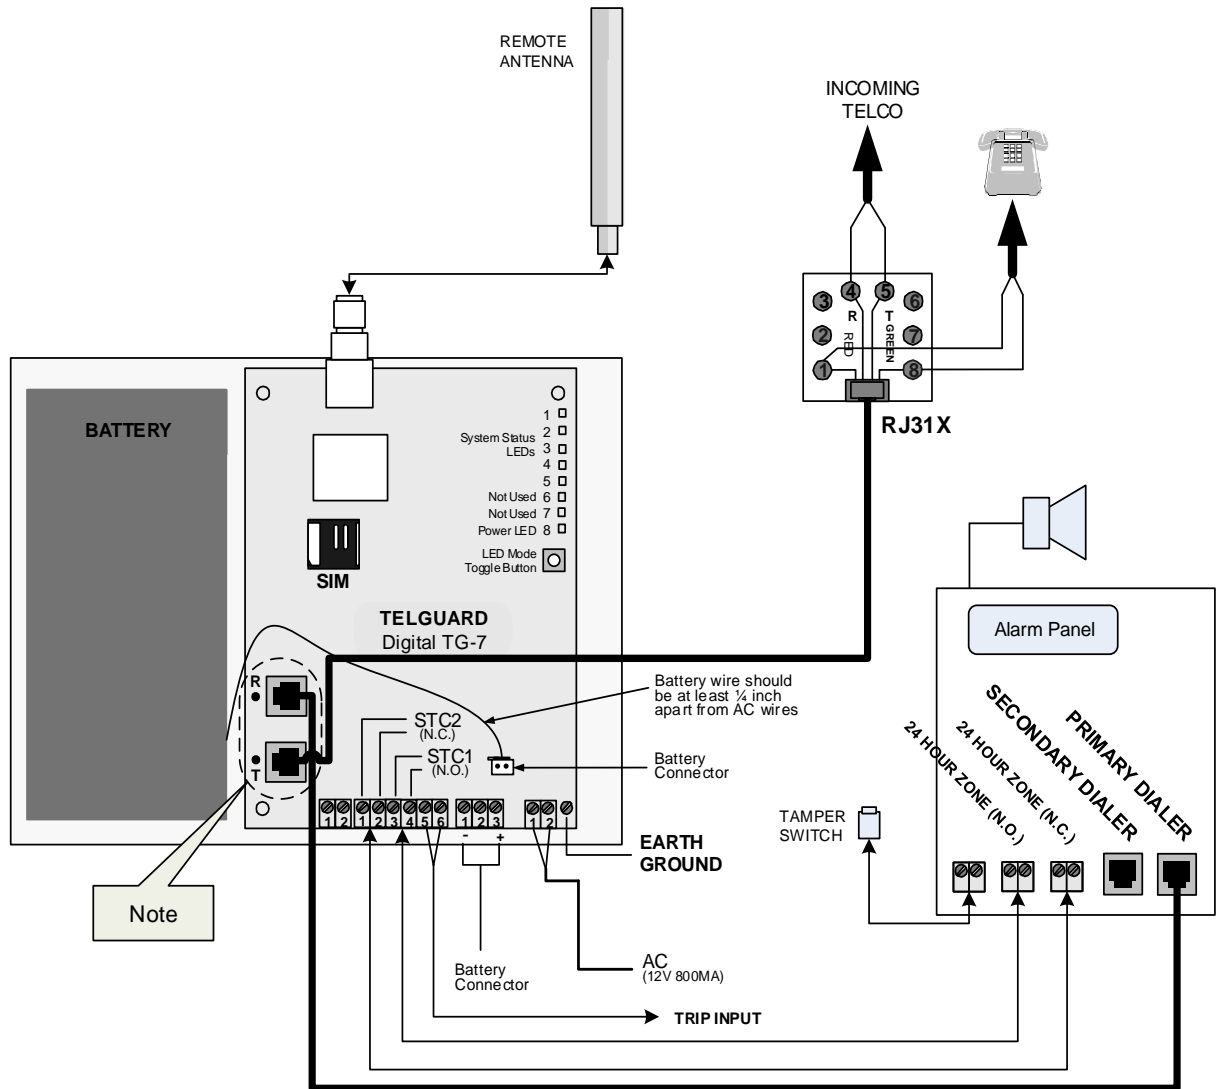 REMOTE
ANTENNA
INCOMING
TELCO
3
4
5
6
R
T
2
RED
GREEN
7
1
8
RJ31X
BATTERY
1
System Status 2
LEDs 3
4
5
Not Used 6
Not Used 7
Power LED 8
LED Mode
Toggle Button
SIM
TELGUARD
Digital TG-7
Alarm Panel
R
T
Battery wire should
be at least ¼ inch
apart from AC wires
STC2
(N.C.)
STC1
(N.O.)
Battery
Connector
24 HOUR ZONE (N.O.)
24 HOUR ZONE (N.C.)
SECONDARY DIALER
PRIMARY DIALER
1 2
1 2 3 4 5 6
1 2 3
1 2
- +
EARTH
GROUND
TAMPER
SWITCH
Note
Battery
Connector
AC
(12V 800MA)
TRIP INPUT